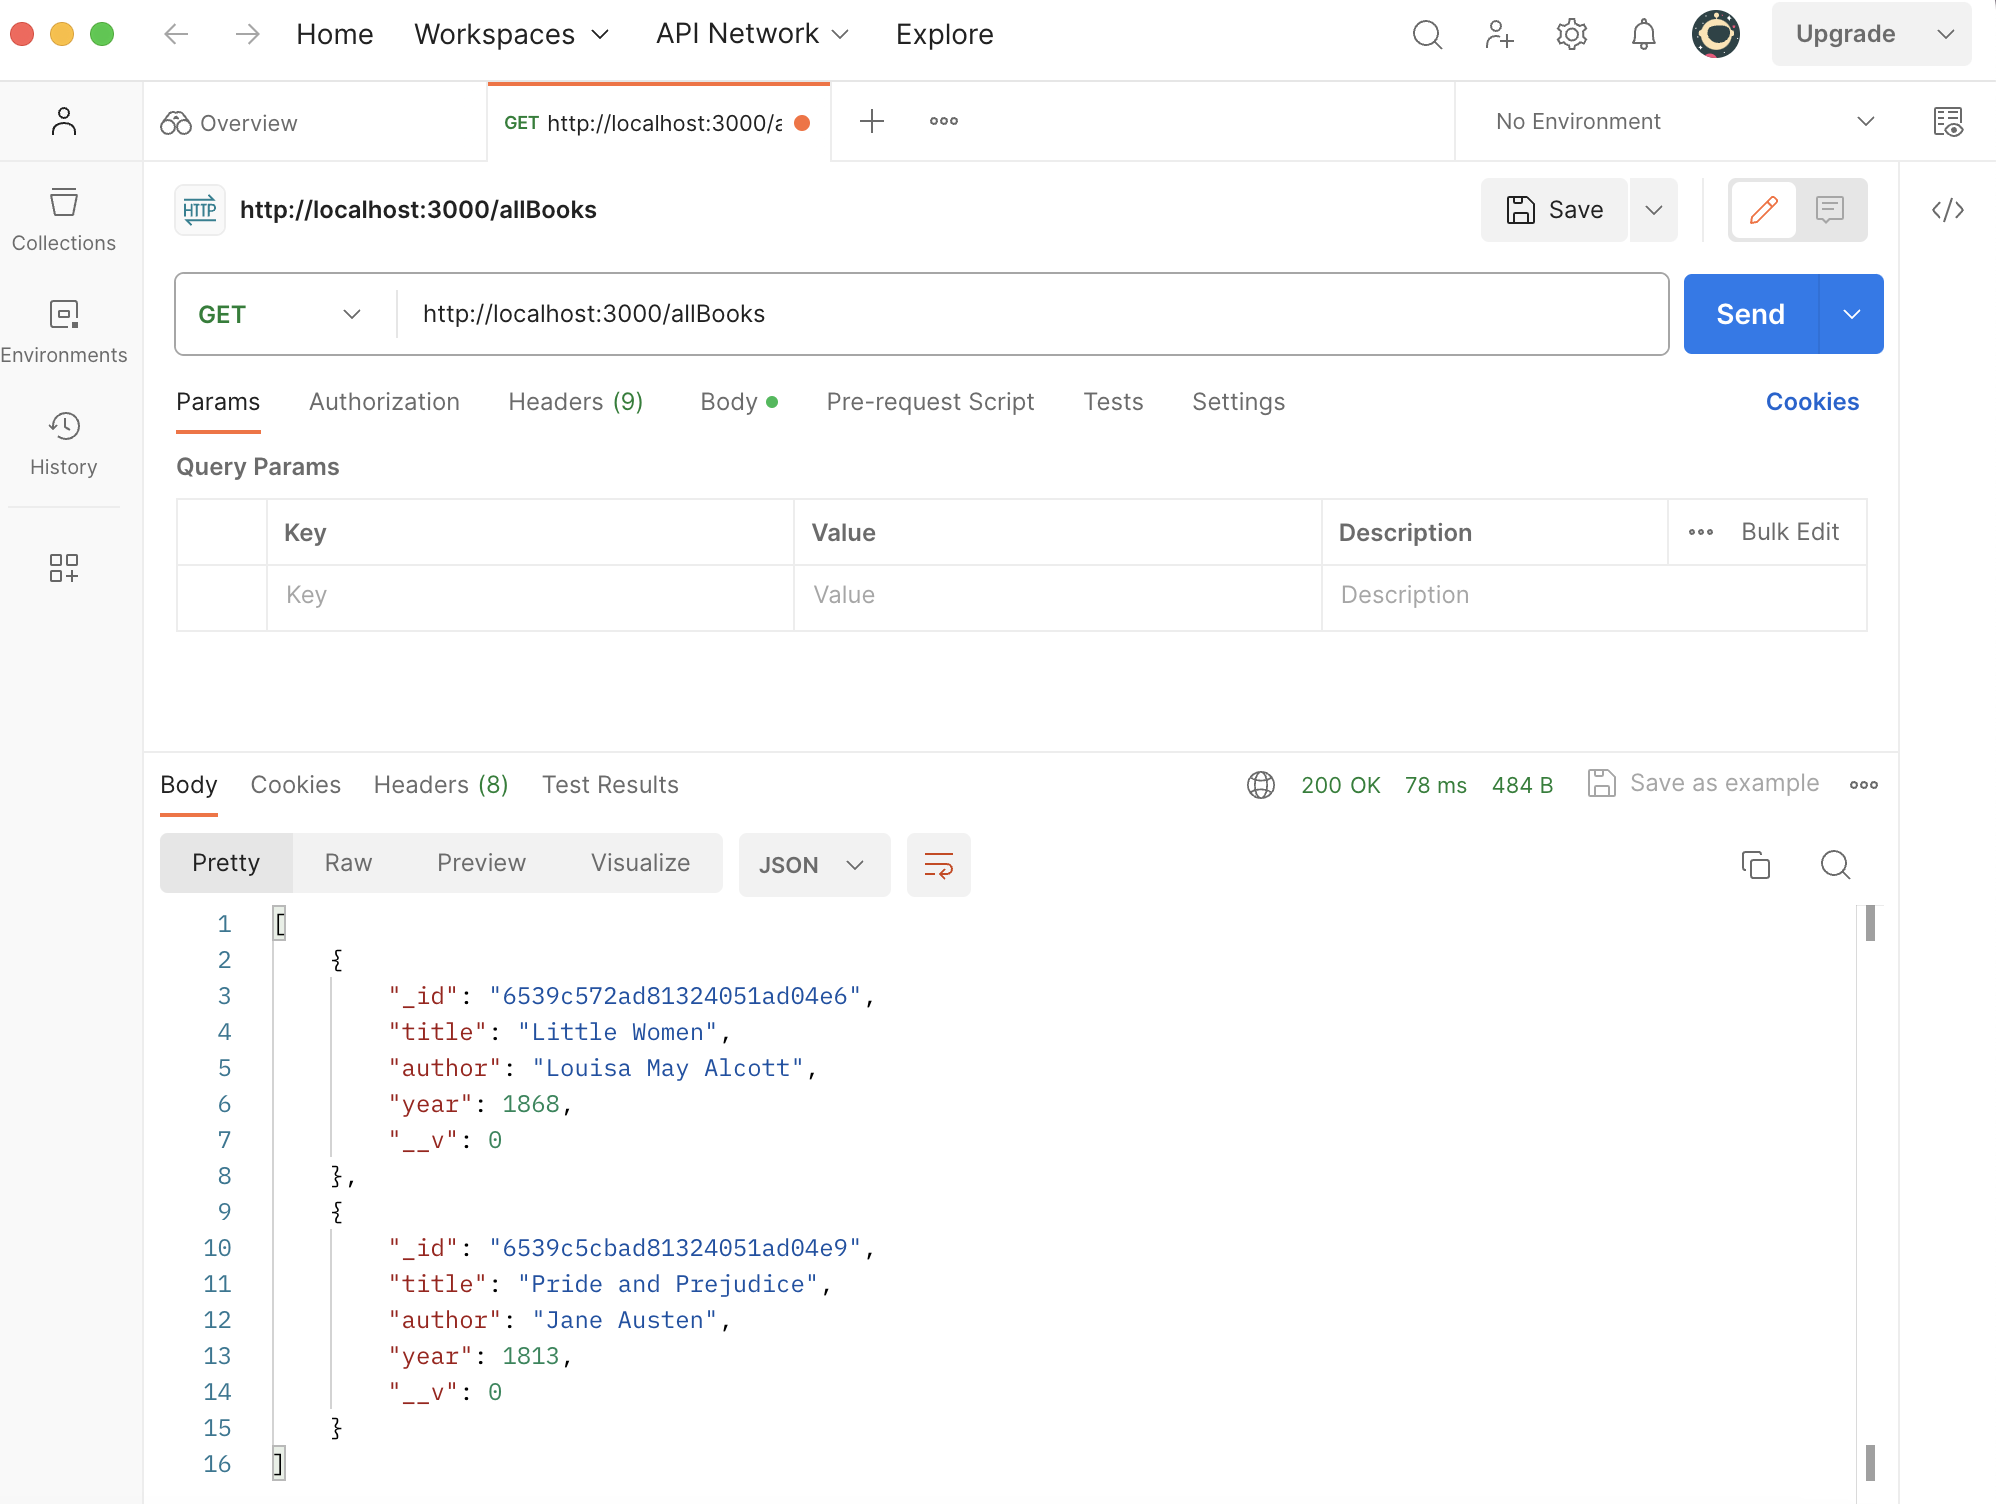 Home Workspaces API Network Explore Upgrade
Overview GET http://localhost:3000/a No Environment
HTTP http://localhost:3000/allBooks Save
Collections
GET http://localhost:3000/allBooks Send
Environments
Params Authorization Headers (9) Body Pre-request Script Tests Settings Cookies
History
Query Params
Key Value Description Bulk Edit
Key Value Description
Body Cookies Headers (8) Test Results 200 OK 78 ms 484 B Save as example
Pretty Raw Preview Visualize JSON
1 [
2 {
3 "_id": "6539c572ad81324051ad04e6",
4 "title": "Little Women",
5 "author": "Louisa May Alcott",
6 "year": 1868,
7 "__v": 0
8 },
9 {
10 "_id": "6539c5cbad81324051ad04e9",
11 "title": "Pride and Prejudice",
12 "author": "Jane Austen",
13 "year": 1813,
14 "__v": 0
15 }
16 ]